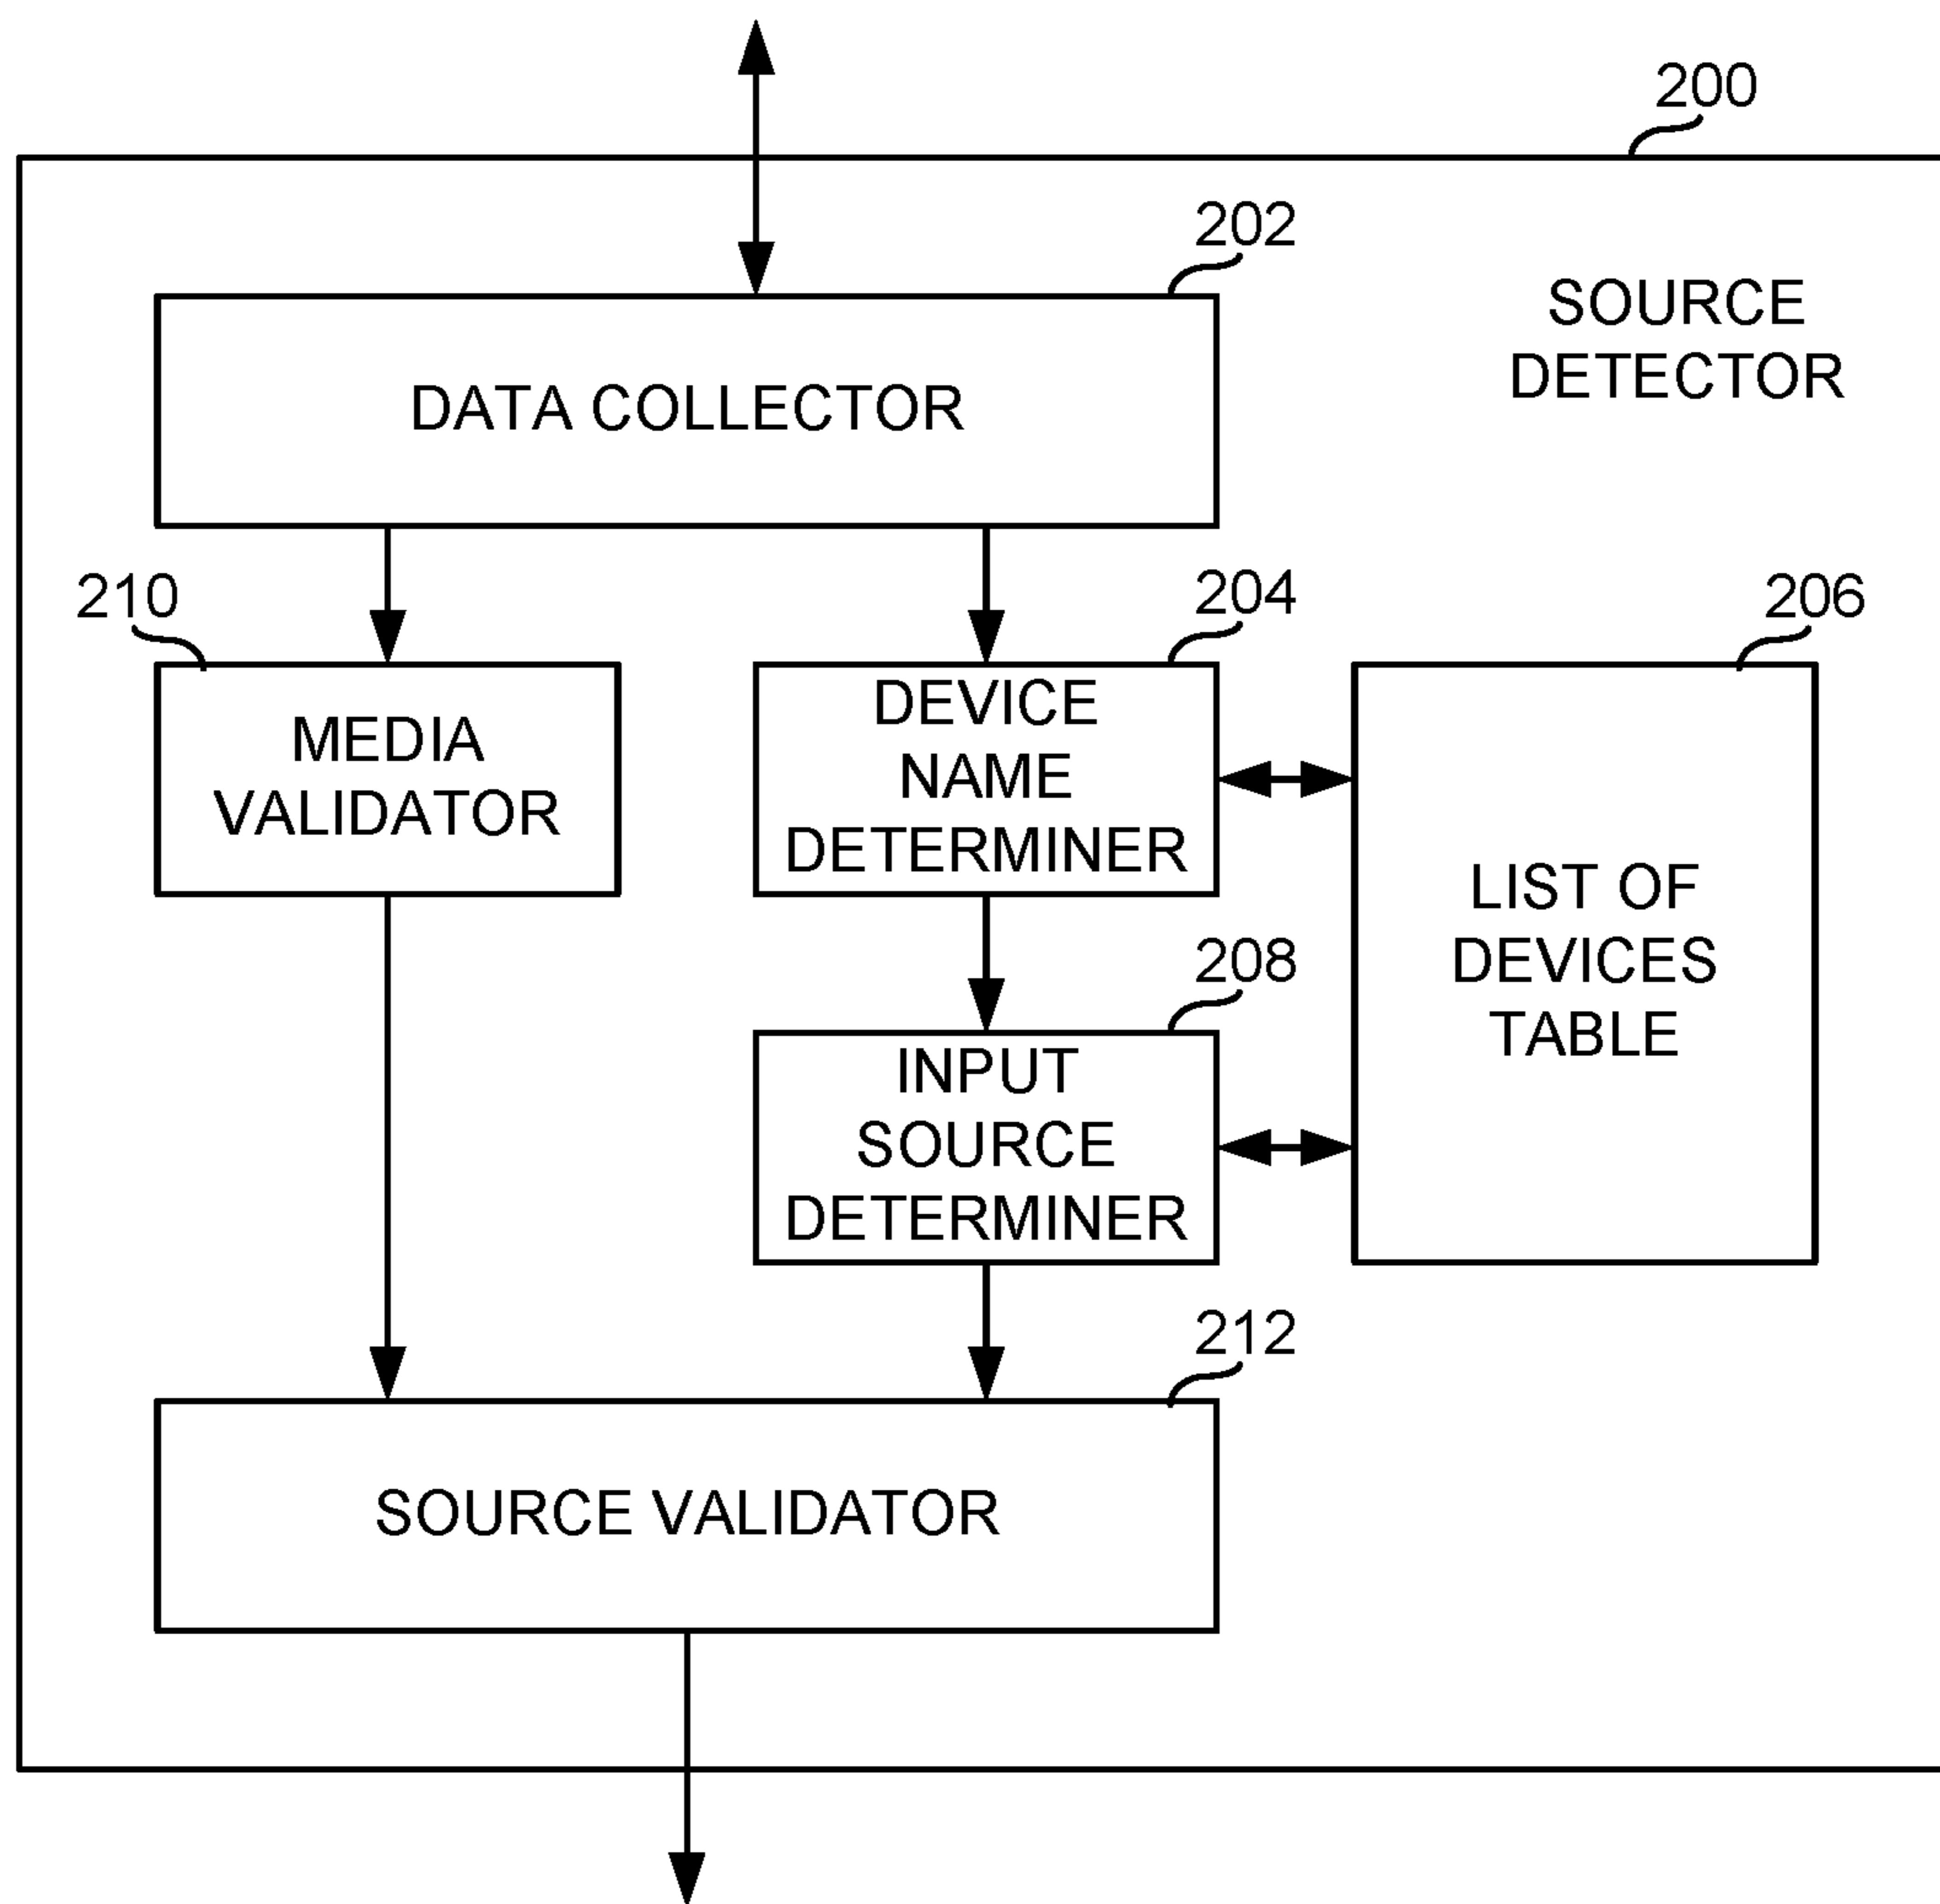 200
202
SOURCE
DETECTOR
DATA COLLECTOR
210
204
206
MEDIA
VALIDATOR
DEVICE
NAME
DETERMINER
LIST OF
DEVICES
TABLE
208
INPUT
SOURCE
DETERMINER
212
SOURCE VALIDATOR